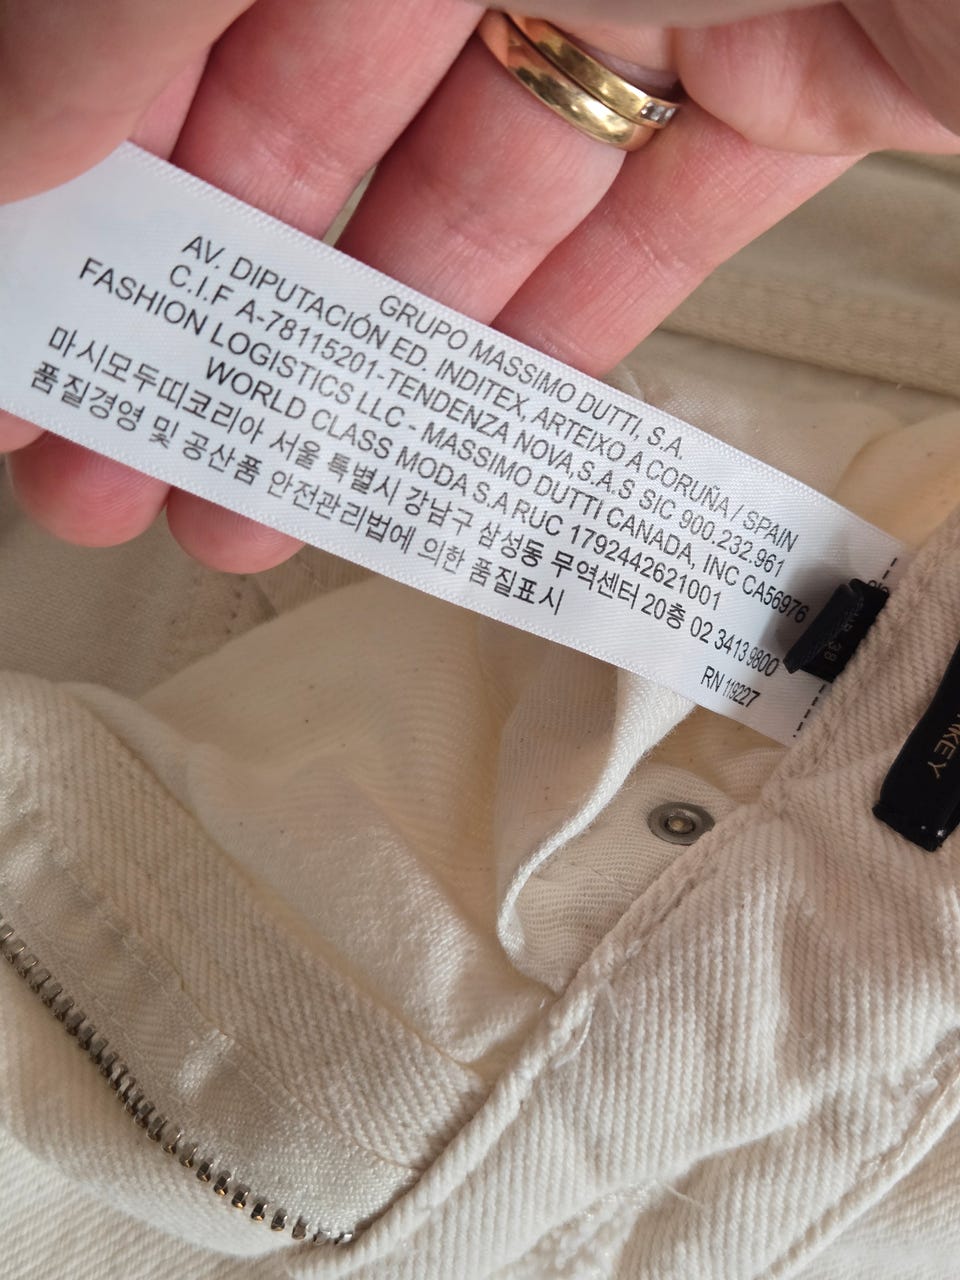 GRUPO MASSIMO DUTTI, S.A.
AV. DIPUTACIÓN ED. INDITEX, ARTEIXO A CORUÑA / SPAIN
C.I.F A-78115201-TENDENZA NOVA,S.A.S SIC 900.232.961
FASHION LOGISTICS LLC - MASSIMO DUTTI CANADA, INC CA56976
WORLD CLASS MODA S.A RUC 1792442621001
마시모두띠코리아 서울 특별시 강남구 삼성동 무역센터 20층 02 3413 9800
품질경영 및 공산품 안전관리법에 의한 품질표시
RN 119227
38